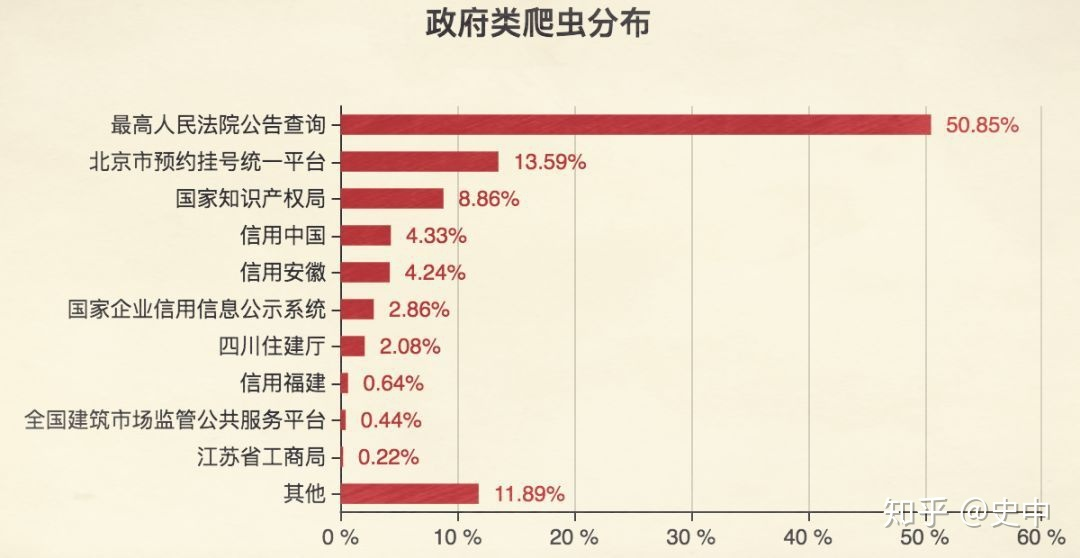 政府类爬虫分布
最高人民法院公告查询 50.85%
北京市预约挂号统一平台 13.59%
国家知识产权局 8.86%
信用中国 4.33%
信用安徽 4.24%
国家企业信用信息公示系统 2.86%
四川住建厅 2.08%
信用福建 0.64%
全国建筑市场监管公共服务平台 0.44%
江苏省工商局 0.22%
其他 11.89%
0 % 10 % 20 % 30 % 40 % 50 % 60 %
知乎 @史中